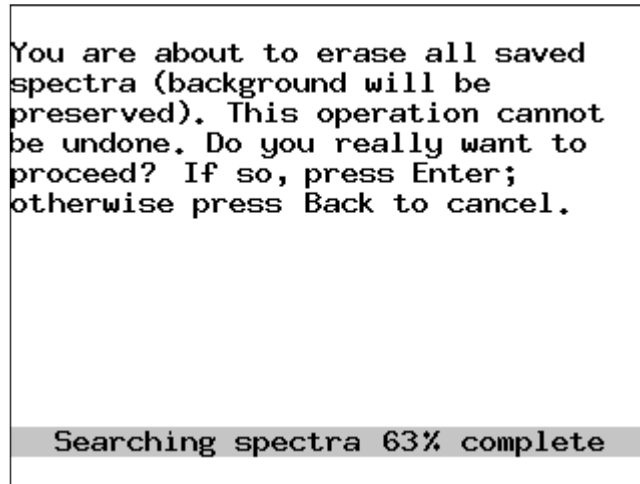 You are about to erase all saved
spectra (background will be
preserved). This operation cannot
be undone. Do you really want to
proceed? If so, press Enter;
otherwise press Back to cancel.
Searching spectra 63% complete